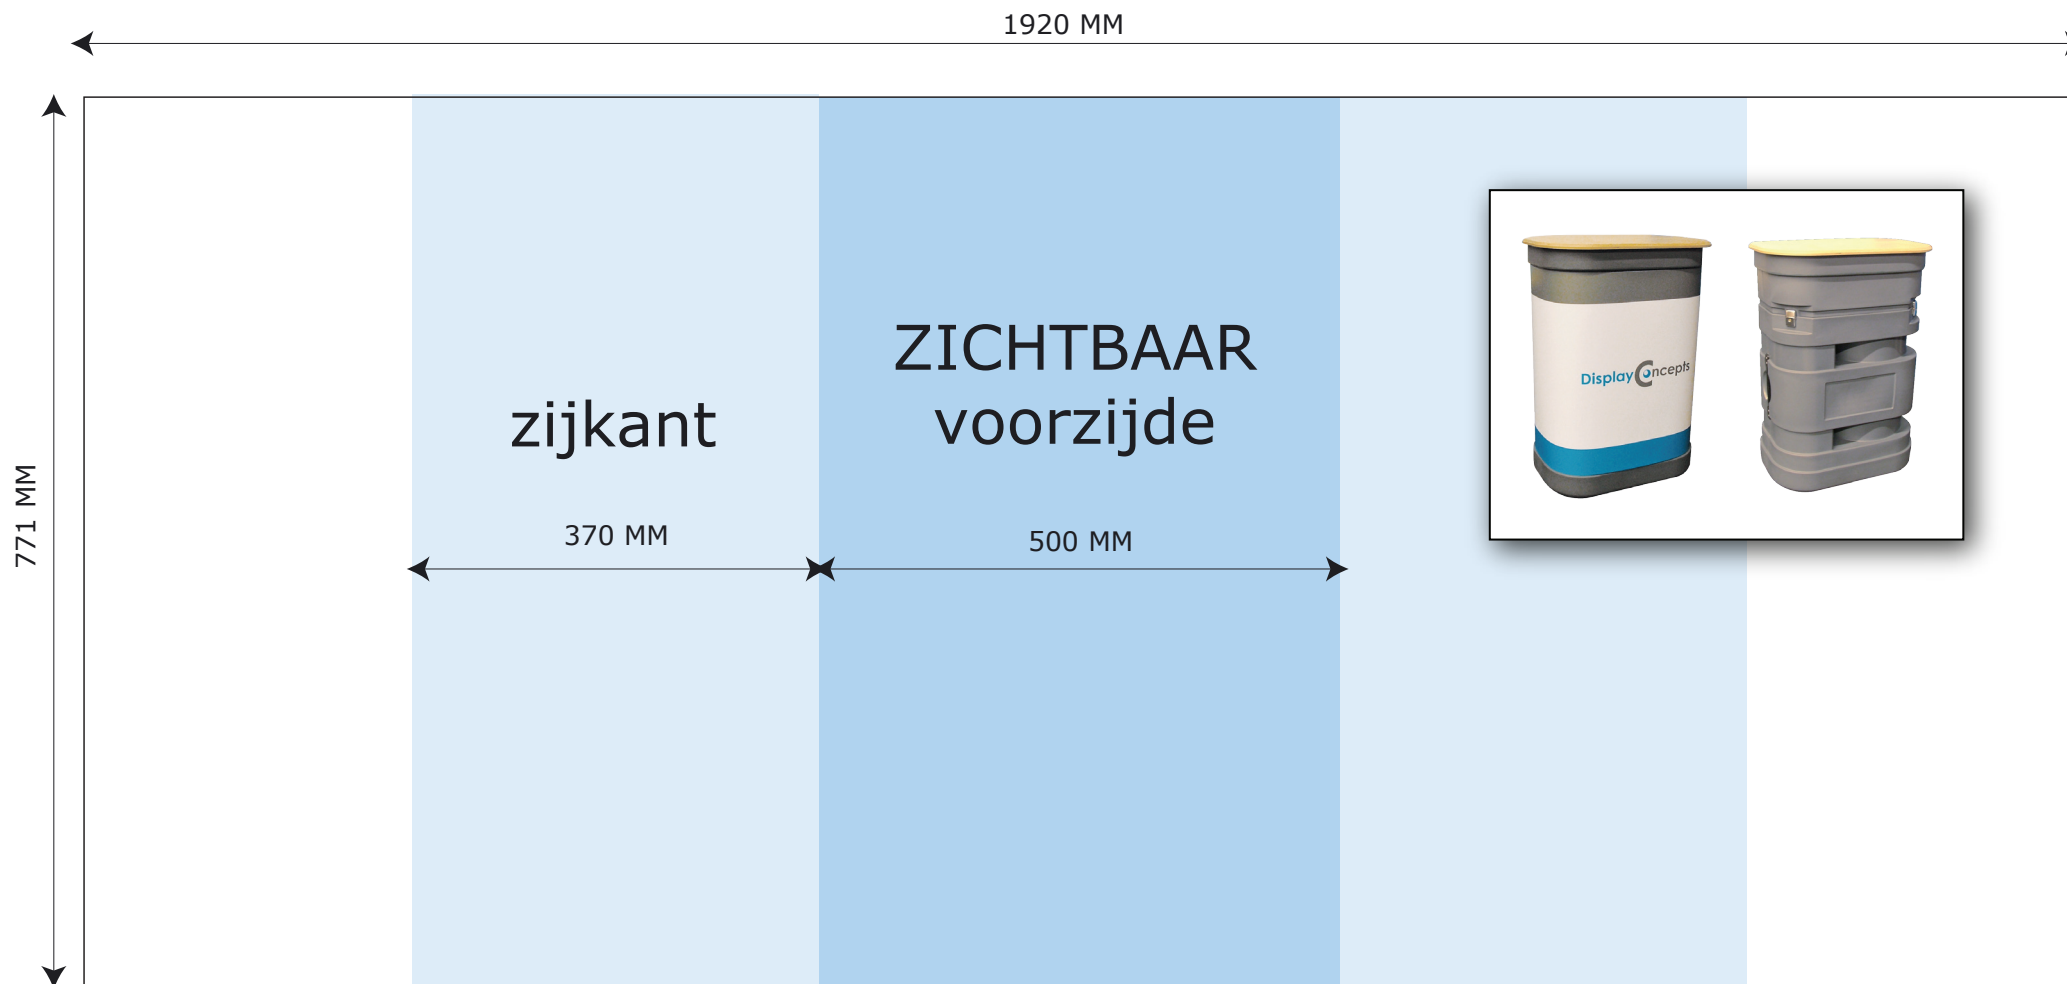 1920 MM
ZICHTBAAR
voorzijde
zijkant
Display Concepts
771 MM
370 MM
500 MM